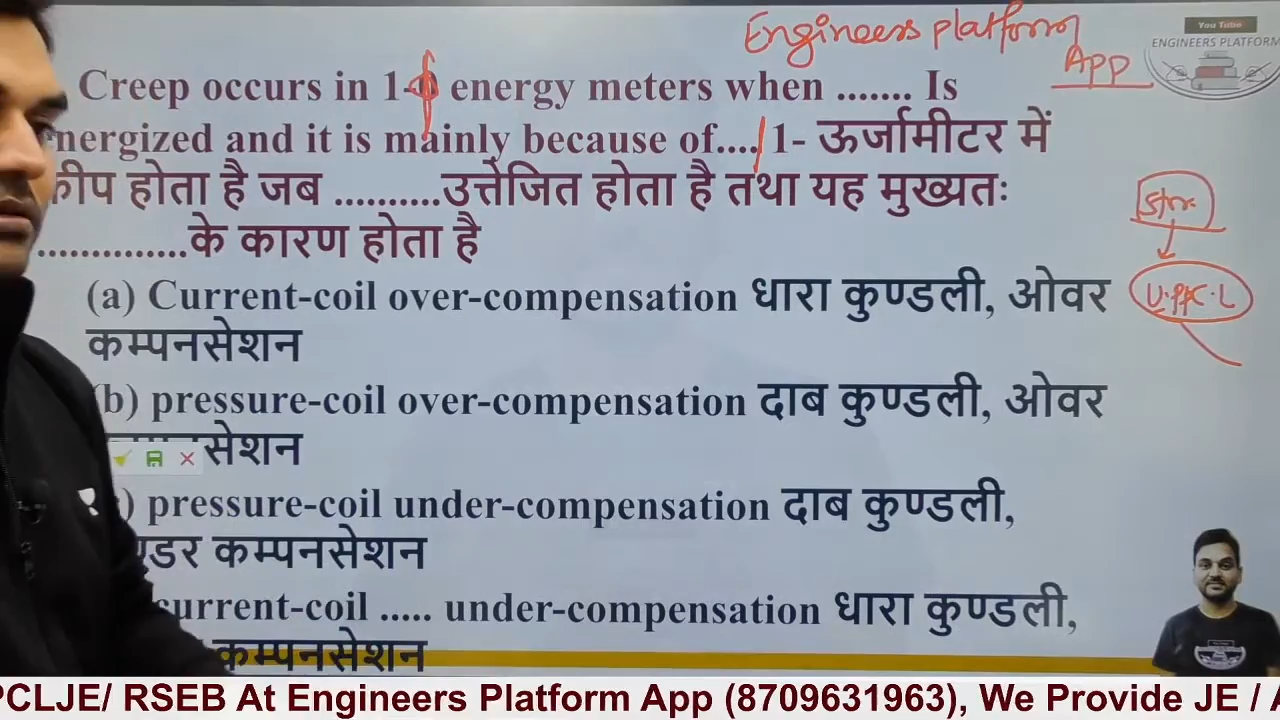 Engineers platform
App
You Tube
ENGINEERS PLATFORM
Creep occurs in 1-φ energy meters when ....... Is
nergized and it is mainly because of.... 1- ऊर्जामीटर में
होता है जब ..........उत्तेजित होता है तथा यह मुख्यतः
..............के कारण होता है
(a) Current-coil over-compensation धारा कुण्डली, ओवर
कम्पनसेशन
(b) pressure-coil over-compensation दाब कुण्डली, ओवर
सेशन
) pressure-coil under-compensation दाब कुण्डली,
कम्पनसेशन
current-coil ..... under-compensation धारा कुण्डली,
कम्पनसेशन
PCLJE/ RSEB At Engineers Platform App (8709631963), We Provide JE / A